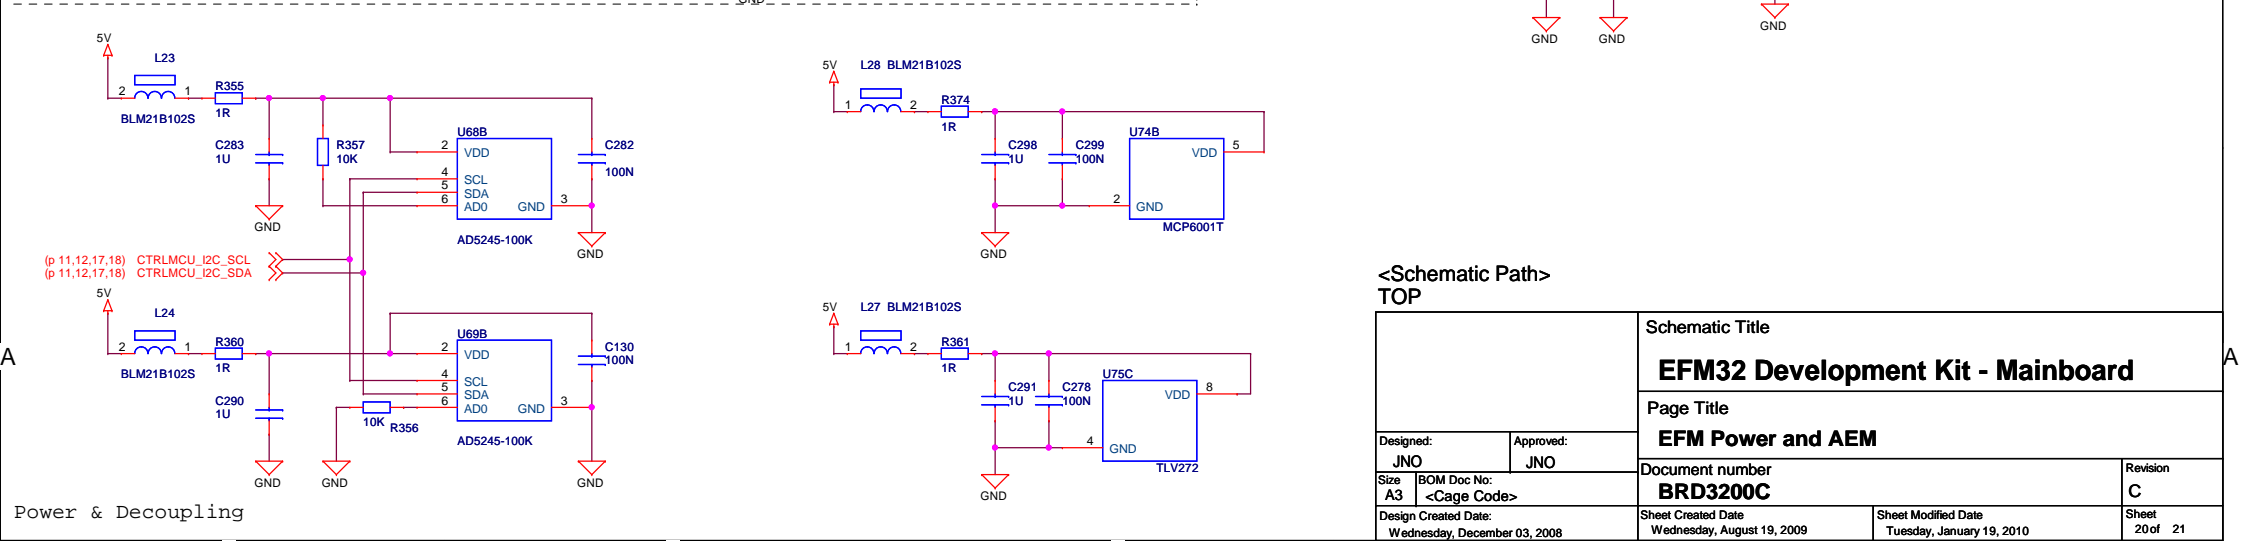 GND
GND
GND
GND
5V
L23
2
1
R355
1R
BLM21B102S
C283
1U
R357
10K
U68B
2
VDD
4
SCL
5
SDA
6
AD0
GND
3
AD5245-100K
C282
100N
GND
GND
(p 11,12,17,18) CTRLMCU_I2C_SCL
(p 11,12,17,18) CTRLMCU_I2C_SDA
5V
L24
2
1
R360
1R
BLM21B102S
C290
1U
U69B
2
VDD
4
SCL
5
SDA
6
AD0
GND
3
10K
R356
AD5245-100K
C130
100N
GND
GND
GND
Power & Decoupling
5V
L28 BLM21B102S
1
2
R374
1R
C298
1U
C299
100N
U74B
VDD
5
2
GND
MCP6001T
GND
5V
L27 BLM21B102S
1
2
R361
1R
C291
1U
C278
100N
U75C
VDD
8
4
GND
TLV272
GND
A
A
<Schematic Path>
TOP
Schematic Title
EFM32 Development Kit - Mainboard
Page Title
EFM Power and AEM
Designed:
JNO
Approved:
JNO
Document number
BRD3200C
Revision
C
Size
A3
BOM Doc No:
<Cage Code>
Design Created Date:
Wednesday, December 03, 2008
Sheet Created Date
Wednesday, August 19, 2009
Sheet Modified Date
Tuesday, January 19, 2010
Sheet
20 of 21